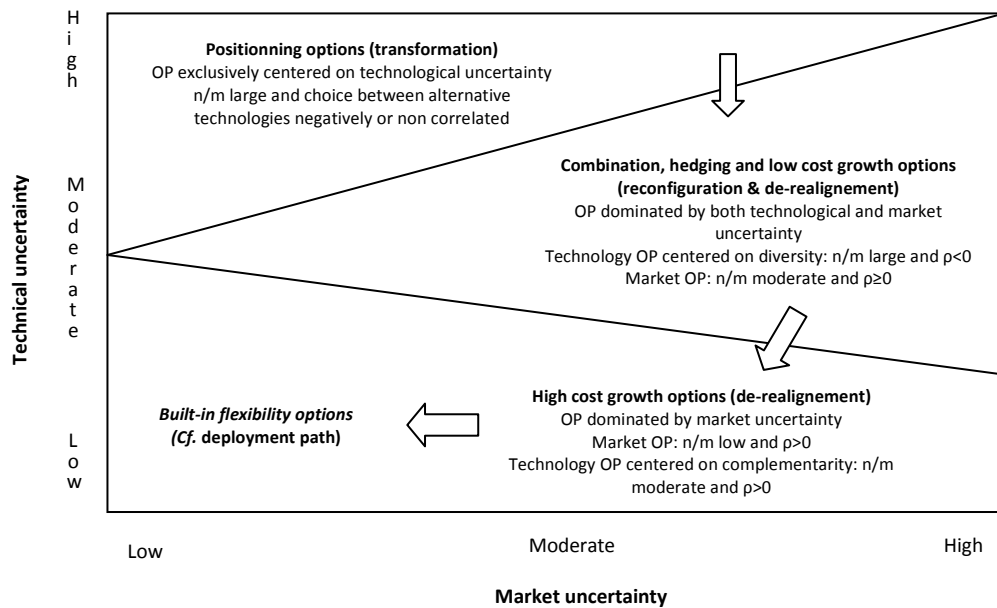 High
Positionning options (transformation)
OP exclusively centered on technological uncertainty
n/m large and choice between alternative
technologies negatively or non correlated
Technical uncertainty
Moderate
Combination, hedging and low cost growth options
(reconfiguration & de-realignement)
OP dominated by both technological and market
uncertainty
Technology OP centered on diversity: n/m large and ρ<0
Market OP: n/m moderate and ρ≥0
Low
Built-in flexibility options
(Cf. deployment path)
High cost growth options (de-realignement)
OP dominated by market uncertainty
Market OP: n/m low and ρ>0
Technology OP centered on complementarity: n/m
moderate and ρ>0
Low
Moderate
High
Market uncertainty